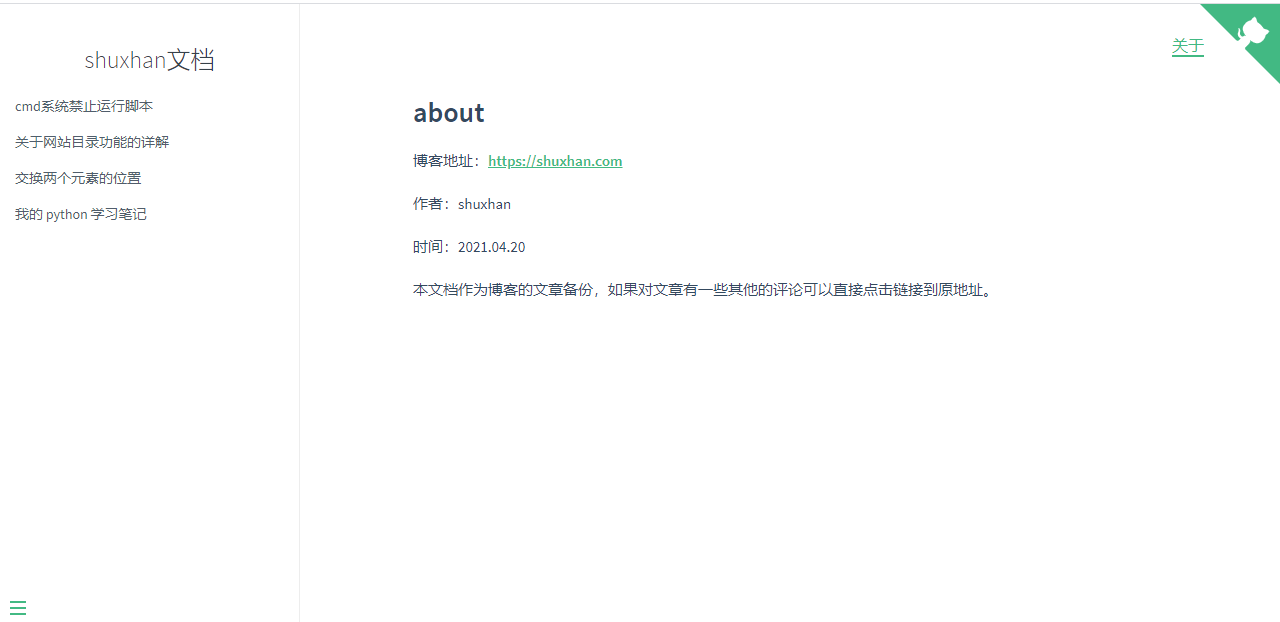 shuxhan文档
cmd系统禁止运行脚本
关于网站目录功能的详解
交换两个元素的位置
我的 python 学习笔记
关于
about
博客地址：https://shuxhan.com
作者：shuxhan
时间：2021.04.20
本文档作为博客的文章备份，如果对文章有一些其他的评论可以直接点击链接到原地址。